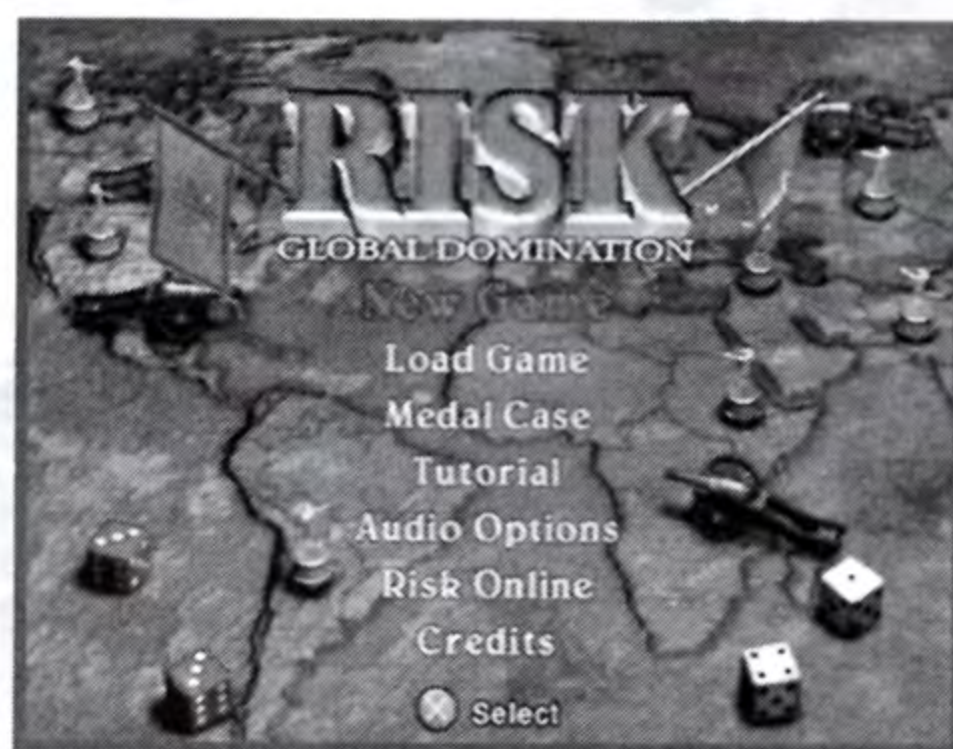 RISK
GLOBAL DOMINATION
New Game
Load Game
Medal Case
Tutorial
Audio Options
Risk Online
Credits
Select